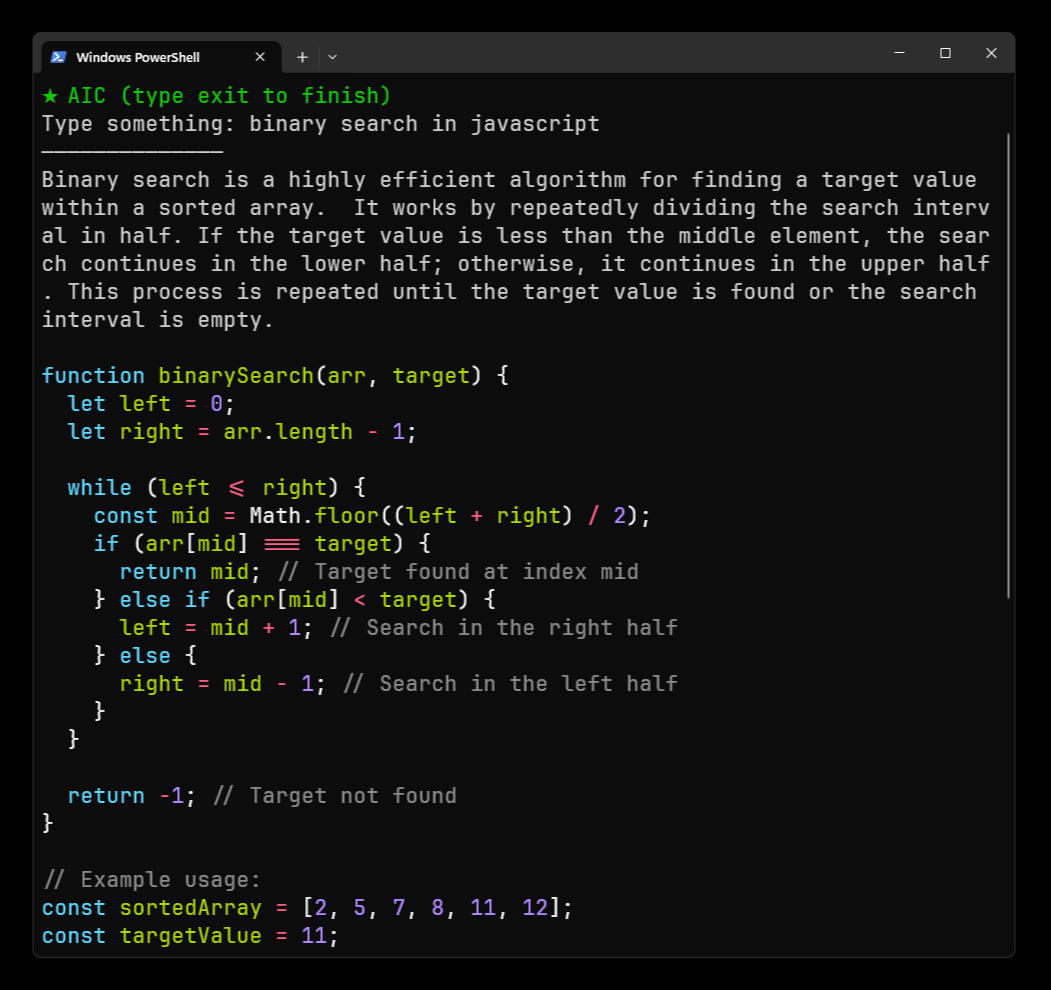 Windows PowerShell
★ AIC (type exit to finish)
Type something: binary search in javascript
──────────────
Binary search is a highly efficient algorithm for finding a target value
within a sorted array.  It works by repeatedly dividing the search interv
al in half. If the target value is less than the middle element, the sear
ch continues in the lower half; otherwise, it continues in the upper half
. This process is repeated until the target value is found or the search
interval is empty.

function binarySearch(arr, target) {
  let left = 0;
  let right = arr.length - 1;

  while (left <= right) {
    const mid = Math.floor((left + right) / 2);
    if (arr[mid] === target) {
      return mid; // Target found at index mid
    } else if (arr[mid] < target) {
      left = mid + 1; // Search in the right half
    } else {
      right = mid - 1; // Search in the left half
    }
  }

  return -1; // Target not found
}

// Example usage:
const sortedArray = [2, 5, 7, 8, 11, 12];
const targetValue = 11;